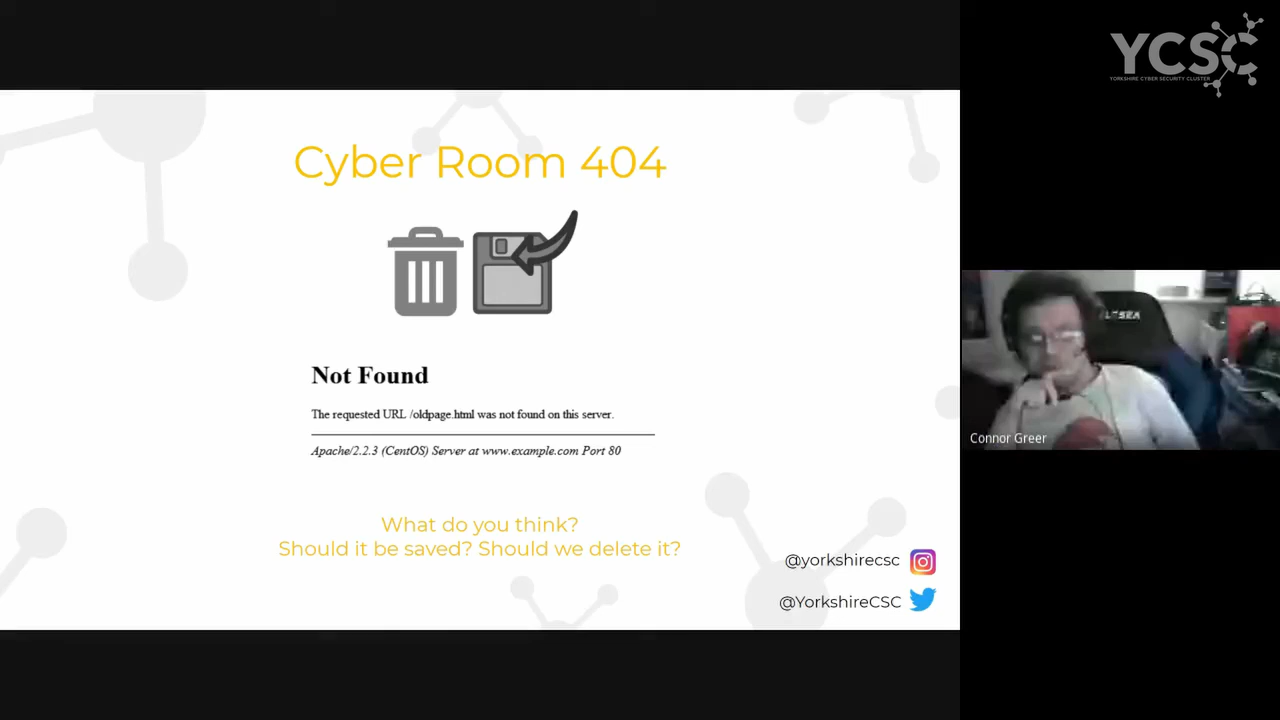 YCSC
YORKSHIRE CYBER SECURITY CLUSTER
Cyber Room 404
Not Found
The requested URL /oldpage.html was not found on this server.
Apache/2.2.3 (CentOS) Server at www.example.com Port 80
What do you think?
Should it be saved? Should we delete it?
@yorkshirecsc
@YorkshireCSC
Connor Greer